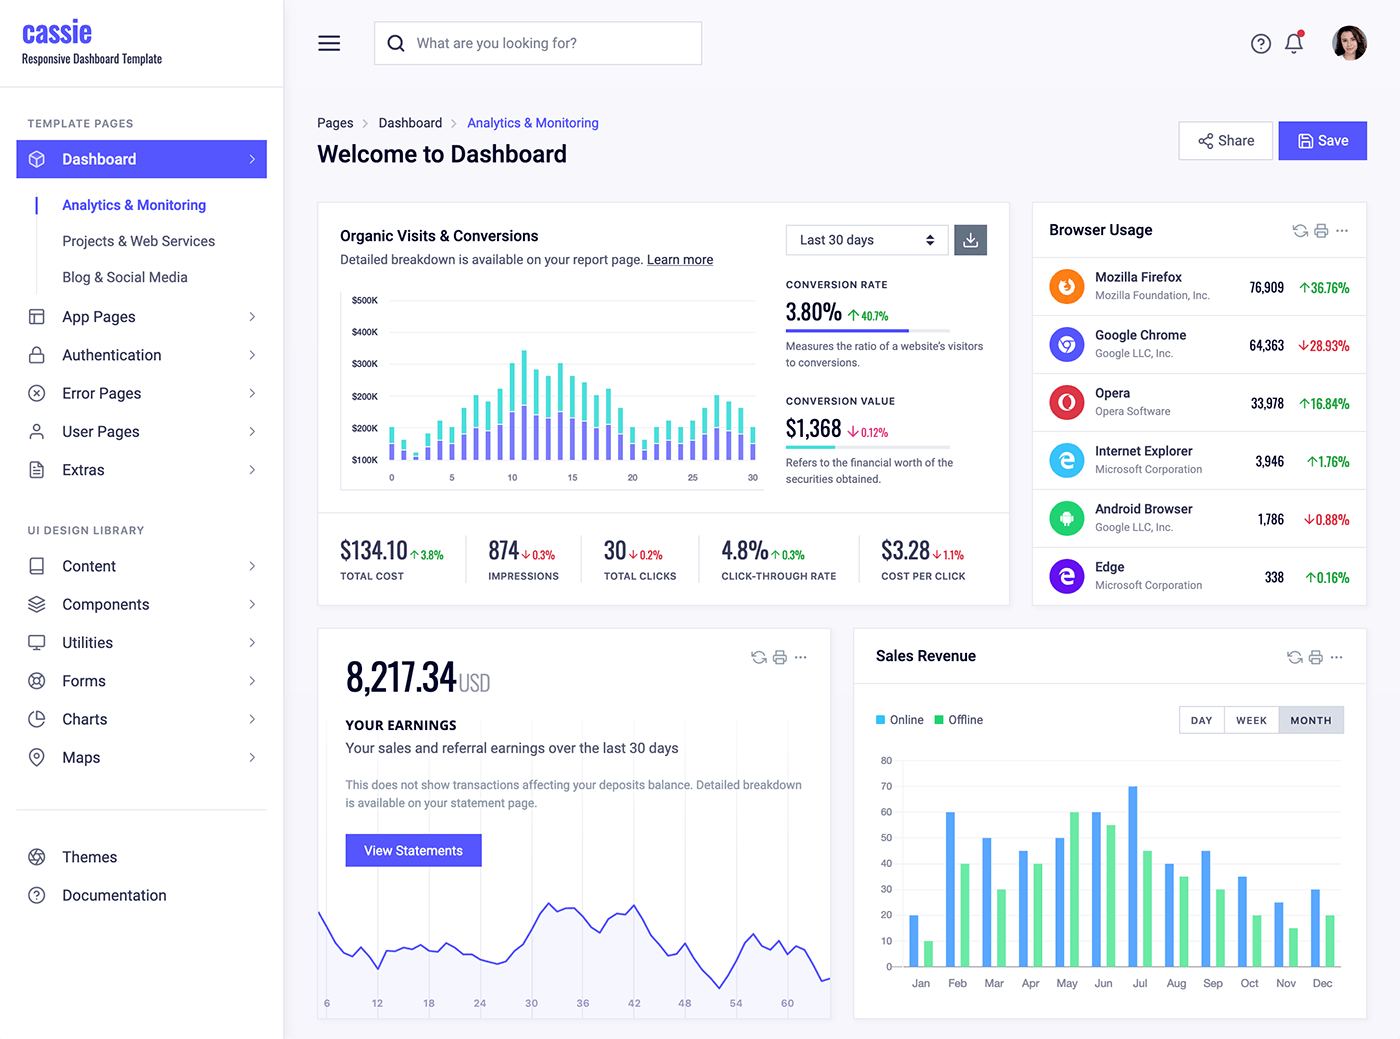 cassie
Responsive Dashboard Template
TEMPLATE PAGES
Dashboard
Analytics & Monitoring
Projects & Web Services
Blog & Social Media
App Pages
Authentication
Error Pages
User Pages
Extras
UI DESIGN LIBRARY
Content
Components
Utilities
Forms
Charts
Maps
Themes
Documentation
What are you looking for?
Pages Dashboard Analytics & Monitoring
Welcome to Dashboard
Share Save
Organic Visits & Conversions
Detailed breakdown is available on your report page. Learn more
Last 30 days
$500K
$400K
$300K
$200K
$200K
$100K
0 5 10 15 20 25 30
CONVERSION RATE
3.80% 40.7%
Measures the ratio of a website's visitors
to conversions.
CONVERSION VALUE
$1,368 0.12%
Refers to the financial worth of the
securities obtained.
$134.10 3.8%
TOTAL COST
874 0.3%
IMPRESSIONS
30 0.2%
TOTAL CLICKS
4.8% 0.3%
CLICK-THROUGH RATE
$3.28 1.1%
COST PER CLICK
Browser Usage
Mozilla Firefox
Mozilla Foundation, Inc.
76,909 36.76%
Google Chrome
Google LLC, Inc.
64,363 28.93%
Opera
Opera Software
33,978 16.84%
Internet Explorer
Microsoft Corporation
3,946 1.76%
Android Browser
Google LLC, Inc.
1,786 0.88%
Edge
Microsoft Corporation
338 0.16%
8,217.34 USD
YOUR EARNINGS
Your sales and referral earnings over the last 30 days
This does not show transactions affecting your deposits balance. Detailed breakdown
is available on your statement page.
View Statements
6 12 18 24 30 36 42 48 54 60
Sales Revenue
Online Offline
DAY WEEK MONTH
80
70
60
50
40
30
20
10
0
Jan Feb Mar Apr May Jun Jul Aug Sep Oct Nov Dec